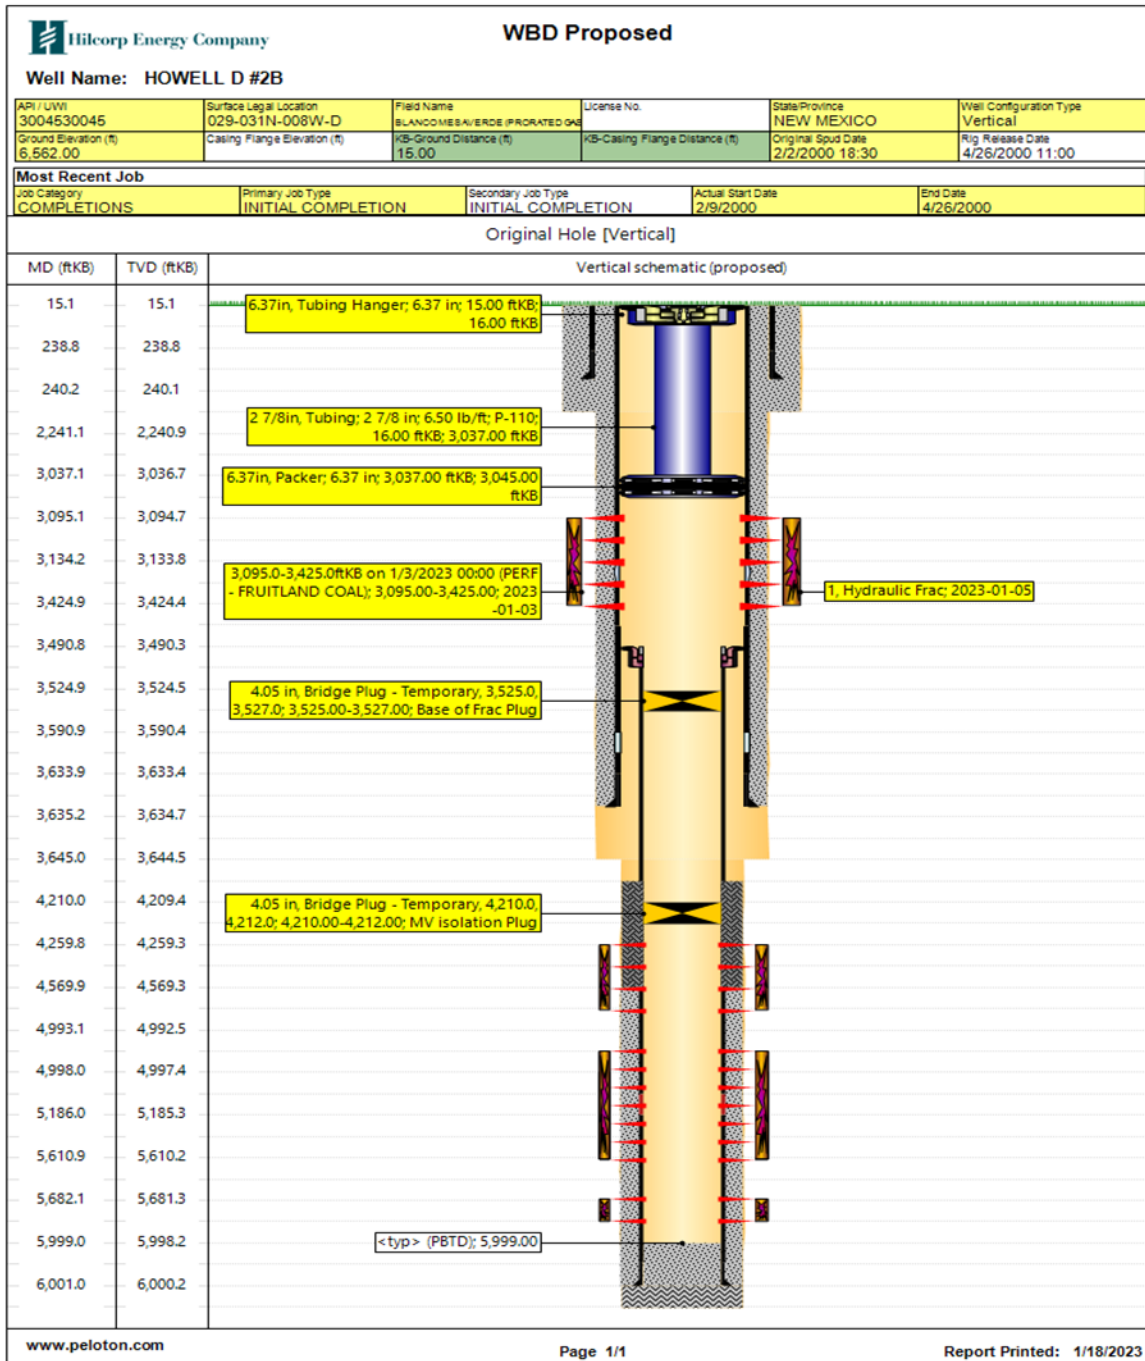 Hilcorp Energy Company
WBD Proposed
Well Name: HOWELL D #2B
API / UWI
3004530045
Surface Legal Location
029-031N-008W-D
Field Name
BLANCO MESAVERDE (PRORATED GAS
License No.
State/Province
NEW MEXICO
Well Configuration Type
Vertical
Ground Elevation (ft)
6,562.00
Casing Flange Elevation (ft)
KB-Ground Distance (ft)
15.00
KB-Casing Flange Distance (ft)
Original Spud Date
2/2/2000 18:30
Rig Release Date
4/26/2000 11:00
Most Recent Job
Job Category
COMPLETIONS
Primary Job Type
INITIAL COMPLETION
Secondary Job Type
INITIAL COMPLETION
Actual Start Date
2/9/2000
End Date
4/26/2000
Original Hole [Vertical]
MD (ftKB) TVD (ftKB) Vertical schematic (proposed)
15.1 15.1
238.8 238.8
240.2 240.1
2,241.1 2,240.9
3,037.1 3,036.7
3,095.1 3,094.7
3,134.2 3,133.8
3,424.9 3,424.4
3,490.8 3,490.3
3,524.9 3,524.5
3,590.9 3,590.4
3,633.9 3,633.4
3,635.2 3,634.7
3,645.0 3,644.5
4,210.0 4,209.4
4,259.8 4,259.3
4,569.9 4,569.3
4,993.1 4,992.5
4,998.0 4,997.4
5,186.0 5,185.3
5,610.9 5,610.2
5,682.1 5,681.3
5,999.0 5,998.2
6,001.0 6,000.2
6.37in, Tubing Hanger; 6.37 in; 15.00 ftKB;
16.00 ftKB
2 7/8in, Tubing; 2 7/8 in; 6.50 lb/ft; P-110;
16.00 ftKB; 3,037.00 ftKB
6.37in, Packer; 6.37 in; 3,037.00 ftKB; 3,045.00
ftKB
3,095.0-3,425.0ftKB on 1/3/2023 00:00 (PERF
- FRUITLAND COAL); 3,095.00-3,425.00; 2023
-01-03
1, Hydraulic Frac; 2023-01-05
4.05 in, Bridge Plug - Temporary, 3,525.0,
3,527.0; 3,525.00-3,527.00; Base of Frac Plug
4.05 in, Bridge Plug - Temporary, 4,210.0,
4,212.0; 4,210.00-4,212.00; MV isolation Plug
<typ> (PBTD); 5,999.00
www.peloton.com
Page 1/1
Report Printed: 1/18/2023